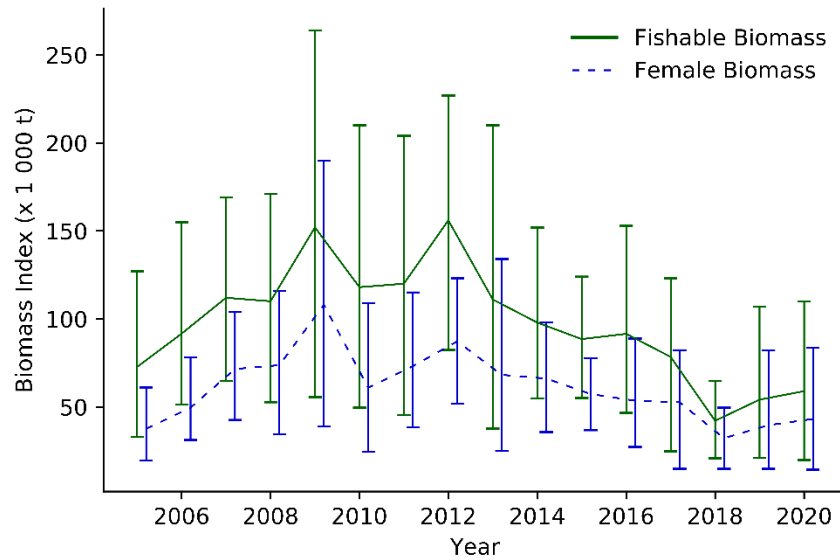 Fishable Biomass
Female Biomass
Biomass Index (x 1 000 t)
250
200
150
100
50
2006 2008 2010 2012 2014 2016 2018 2020
Year